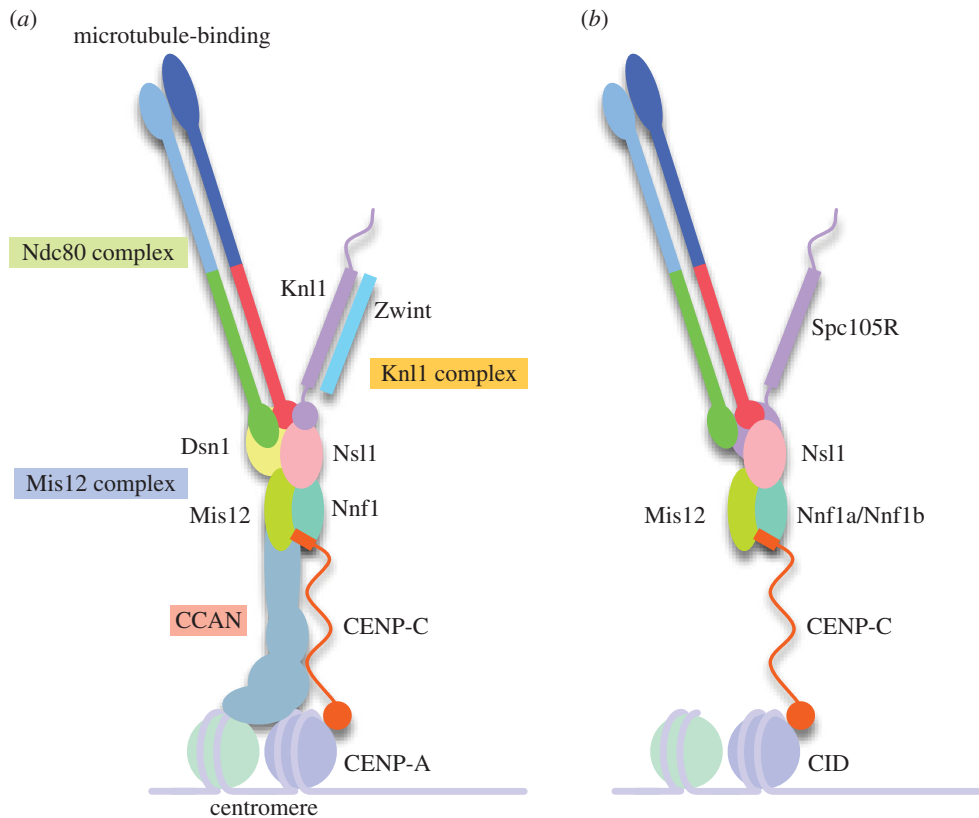 (a)
microtubule-binding
Ndc80 complex
Knl1
Zwint
Knl1 complex
Dsn1
Nsl1
Mis12 complex
Mis12
Nnf1
CCAN
CENP-C
CENP-A
centromere
(b)
Spc105R
Nsl1
Mis12
Nnf1a/Nnf1b
CENP-C
CID